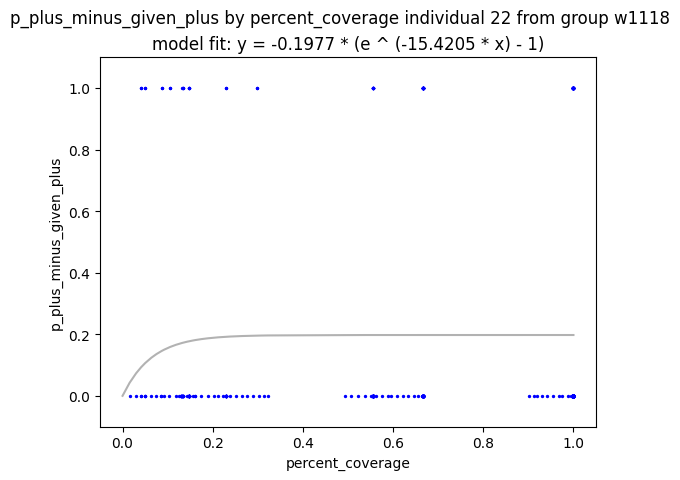 p_plus_minus_given_plus by percent_coverage individual 22 from group w1118
model fit: y = -0.1977 * (e ^ (-15.4205 * x) - 1)
1.0
0.8
0.6
0.4
0.2
0.0
p_plus_minus_given_plus
0.0 0.2 0.4 0.6 0.8 1.0
percent_coverage